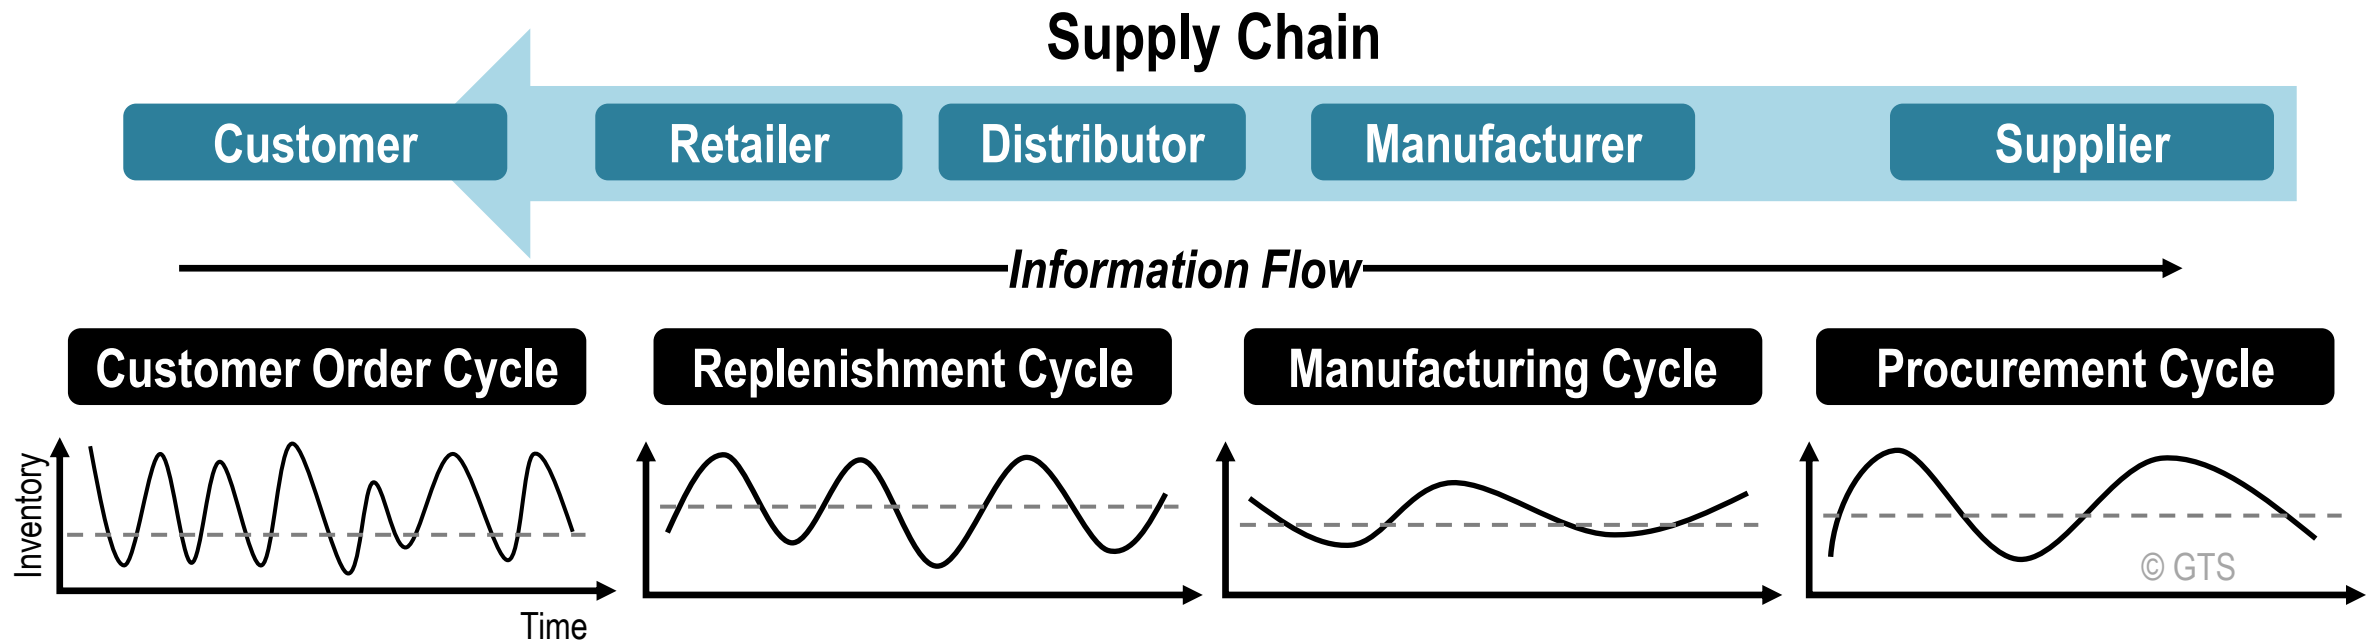 Supply Chain
Customer
Retailer
Distributor
Manufacturer
Supplier
Information Flow
Customer Order Cycle
Replenishment Cycle
Manufacturing Cycle
Procurement Cycle
Inventory
Time
© GTS